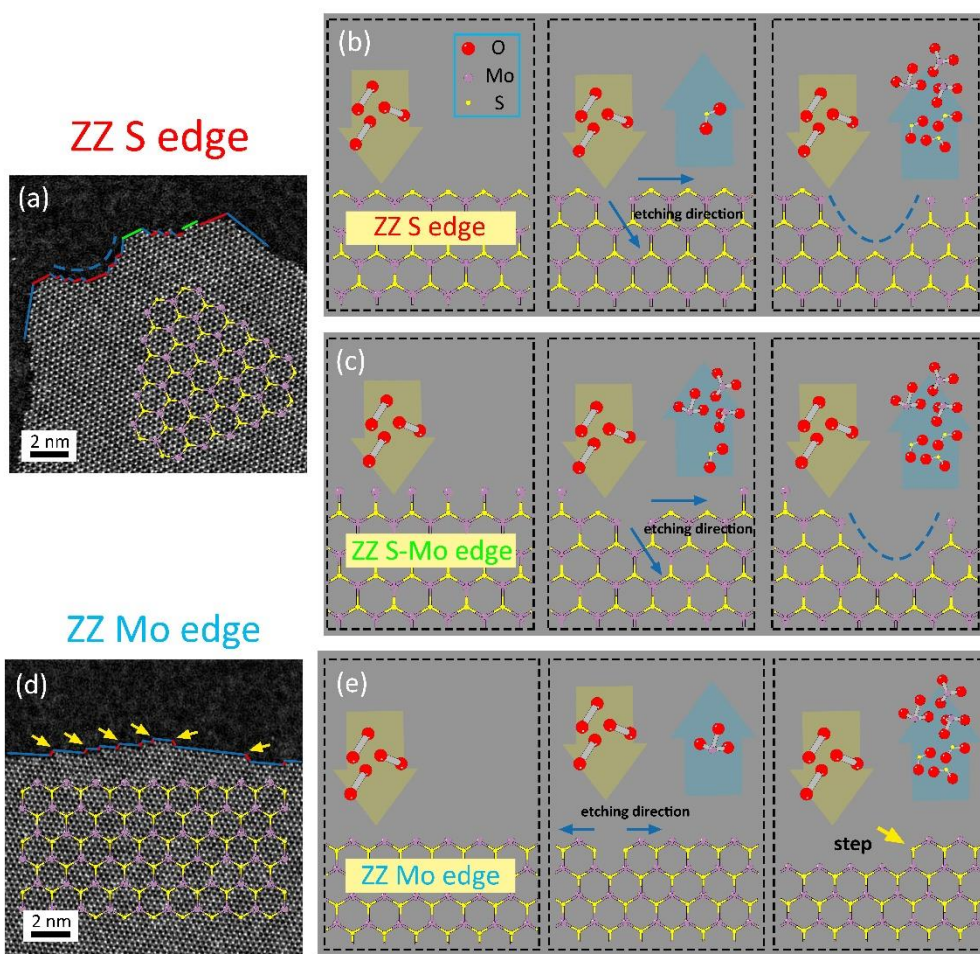 ZZ S edge
(a)
2 nm
(b)
O
Mo
S
ZZ S edge
etching direction
(c)
ZZ S-Mo edge
etching direction
ZZ Mo edge
(d)
2 nm
(e)
etching direction
ZZ Mo edge
step